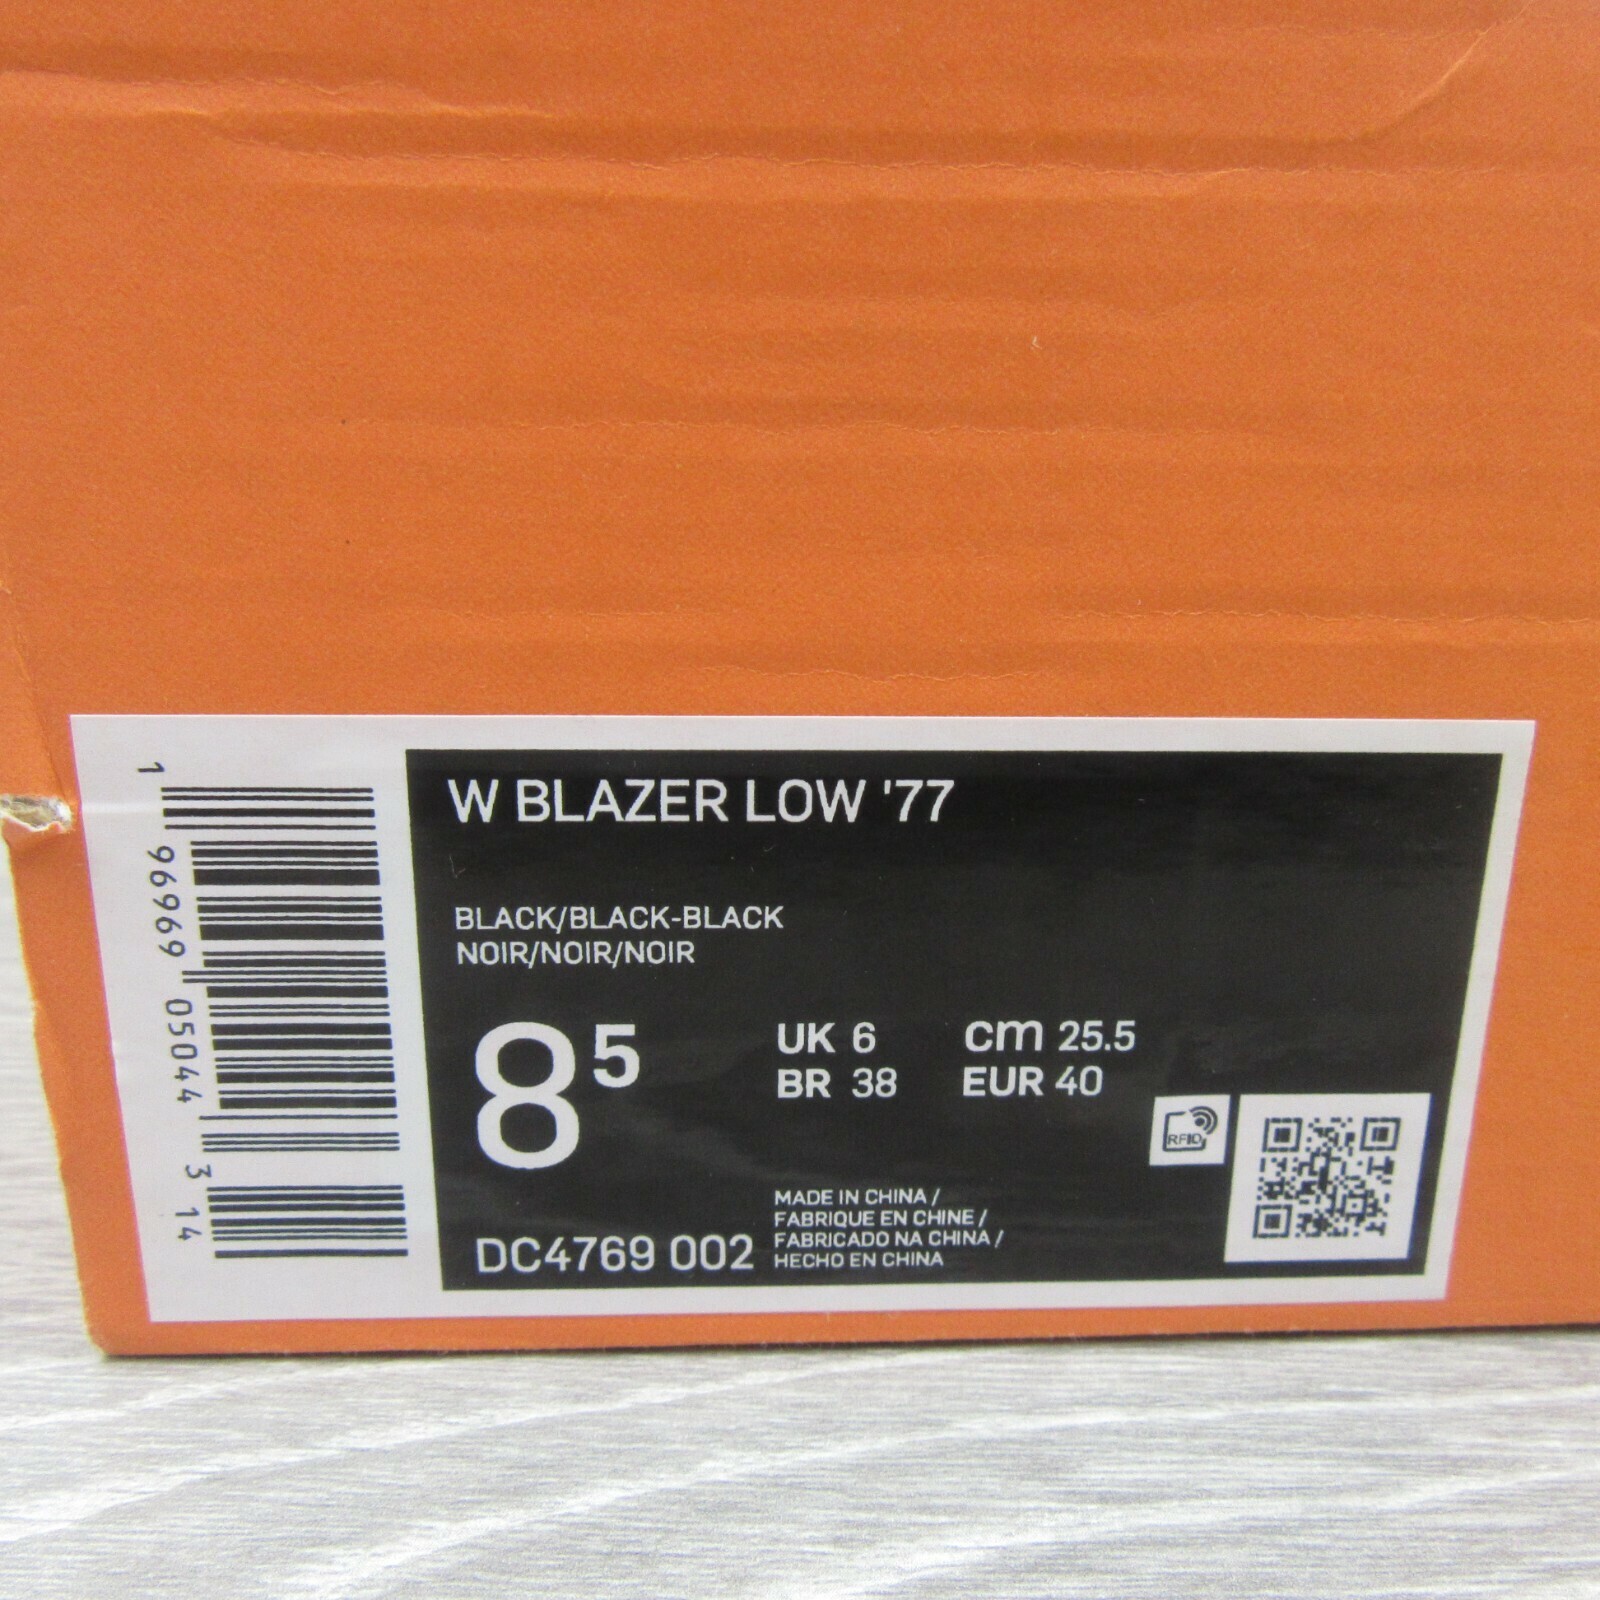 W BLAZER LOW '77
BLACK/BLACK-BLACK
NOIR/NOIR/NOIR
8 5
UK 6
cm 25.5
BR 38
EUR 40
RFID
DC4769 002
MADE IN CHINA /
FABRIQUE EN CHINE /
FABRICADO NA CHINA /
HECHO EN CHINA
1 96969 05044 3 14